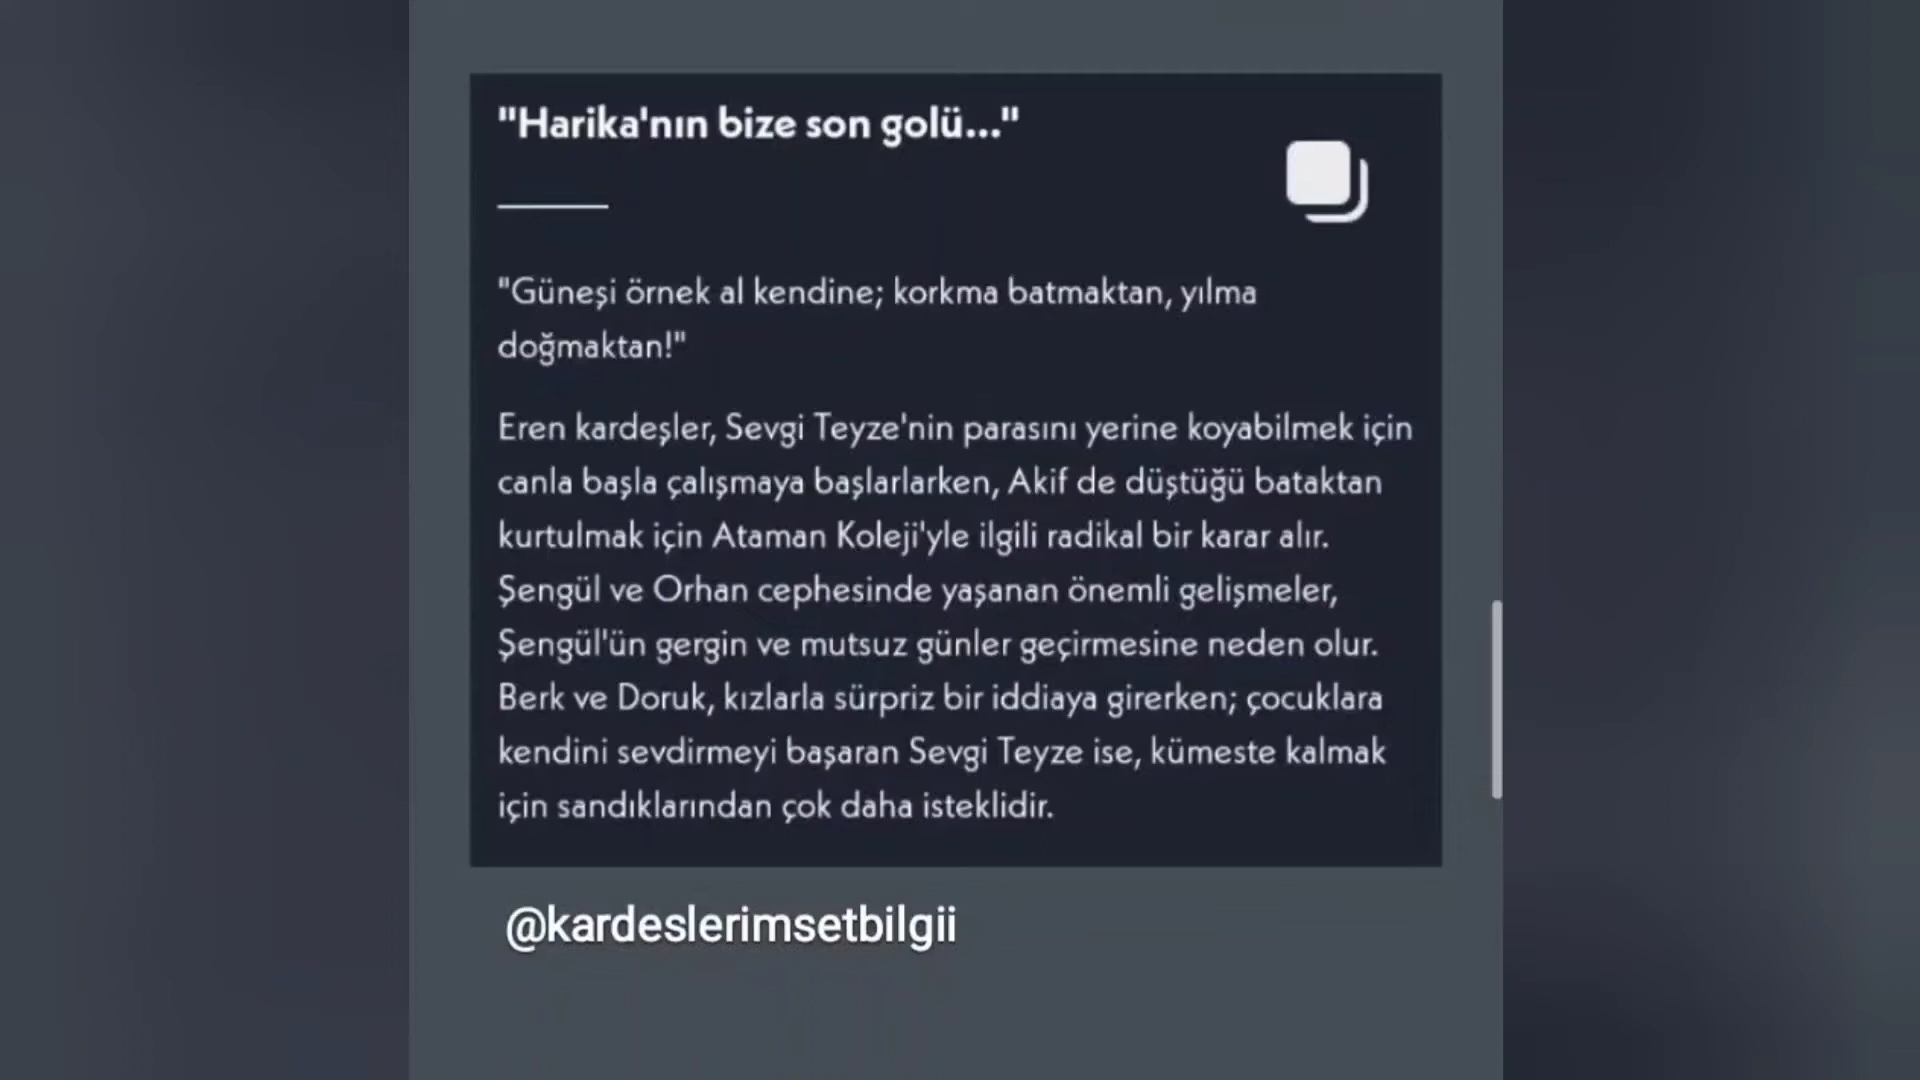 "Harika'nın bize son golü..."
"Güneşi örnek al kendine; korkma batmaktan, yılma
doğmaktan!"
Eren kardeşler, Sevgi Teyze'nin parasını yerine koyabilmek için
canla başla çalışmaya başlarlarken, Akif de düştüğü bataktan
kurtulmak için Ataman Koleji'yle ilgili radikal bir karar alır.
Şengül ve Orhan cephesinde yaşanan önemli gelişmeler,
Şengül'ün gergin ve mutsuz günler geçirmesine neden olur.
Berk ve Doruk, kızlarla sürpriz bir iddiaya girerken; çocuklara
kendini sevdirmeyi başaran Sevgi Teyze ise, kümeste kalmak
için sandıklarından çok daha isteklidir.
@kardeslerimsetbilgii